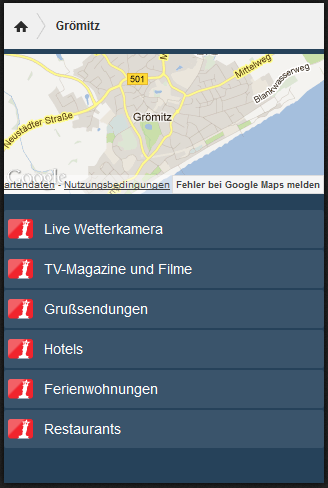 Grömitz
501
Mittelweg
Blankwasserweg
Grömitz
Neustädter Straße
Google
artendaten - Nutzungsbedingungen Fehler bei Google Maps melden
Live Wetterkamera
TV-Magazine und Filme
Grußsendungen
Hotels
Ferienwohnungen
Restaurants